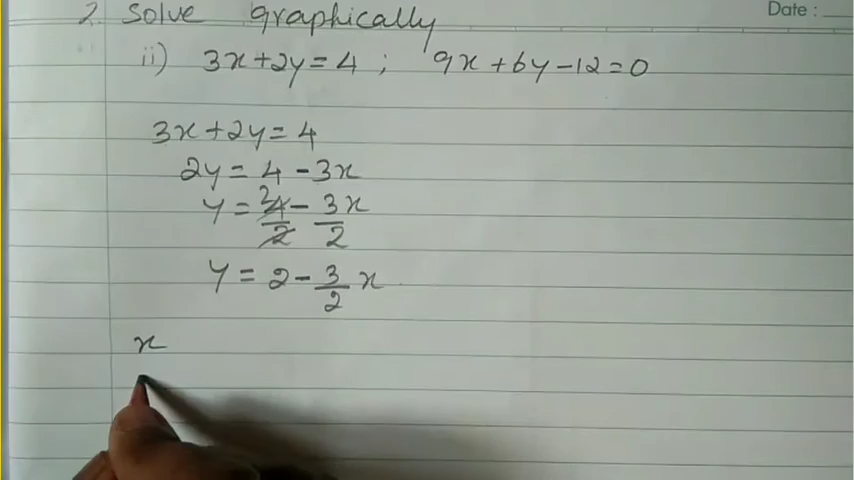 Date :
2. Solve graphically
ii) 3x+2y=4 ; 9x+6y-12=0
3x+2y=4
2y=4-3x
y=4/2-3x/2
2
y=2-3/2 x
x